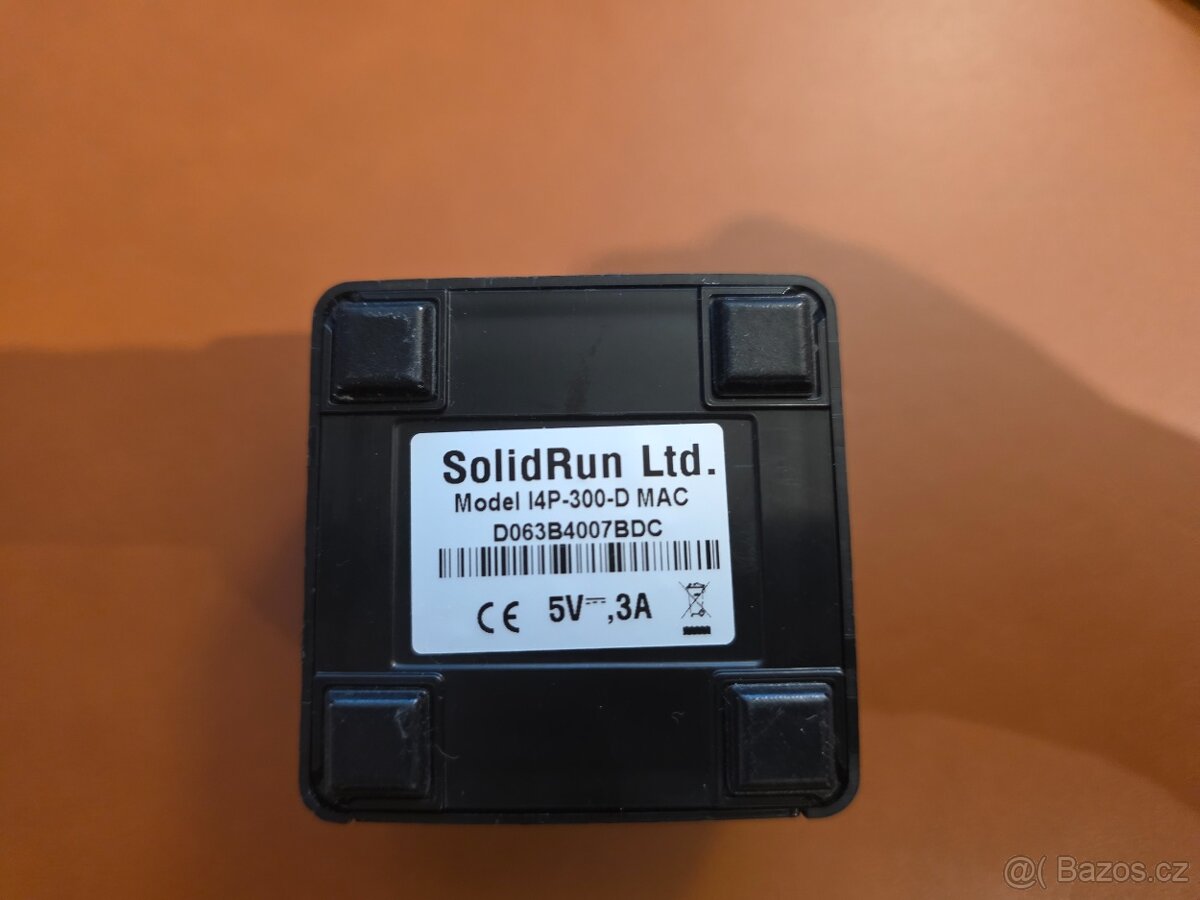 SolidRun Ltd.
Model I4P-300-D MAC
D063B4007BDC
CE 5V⎓,3A
@( Bazos.cz